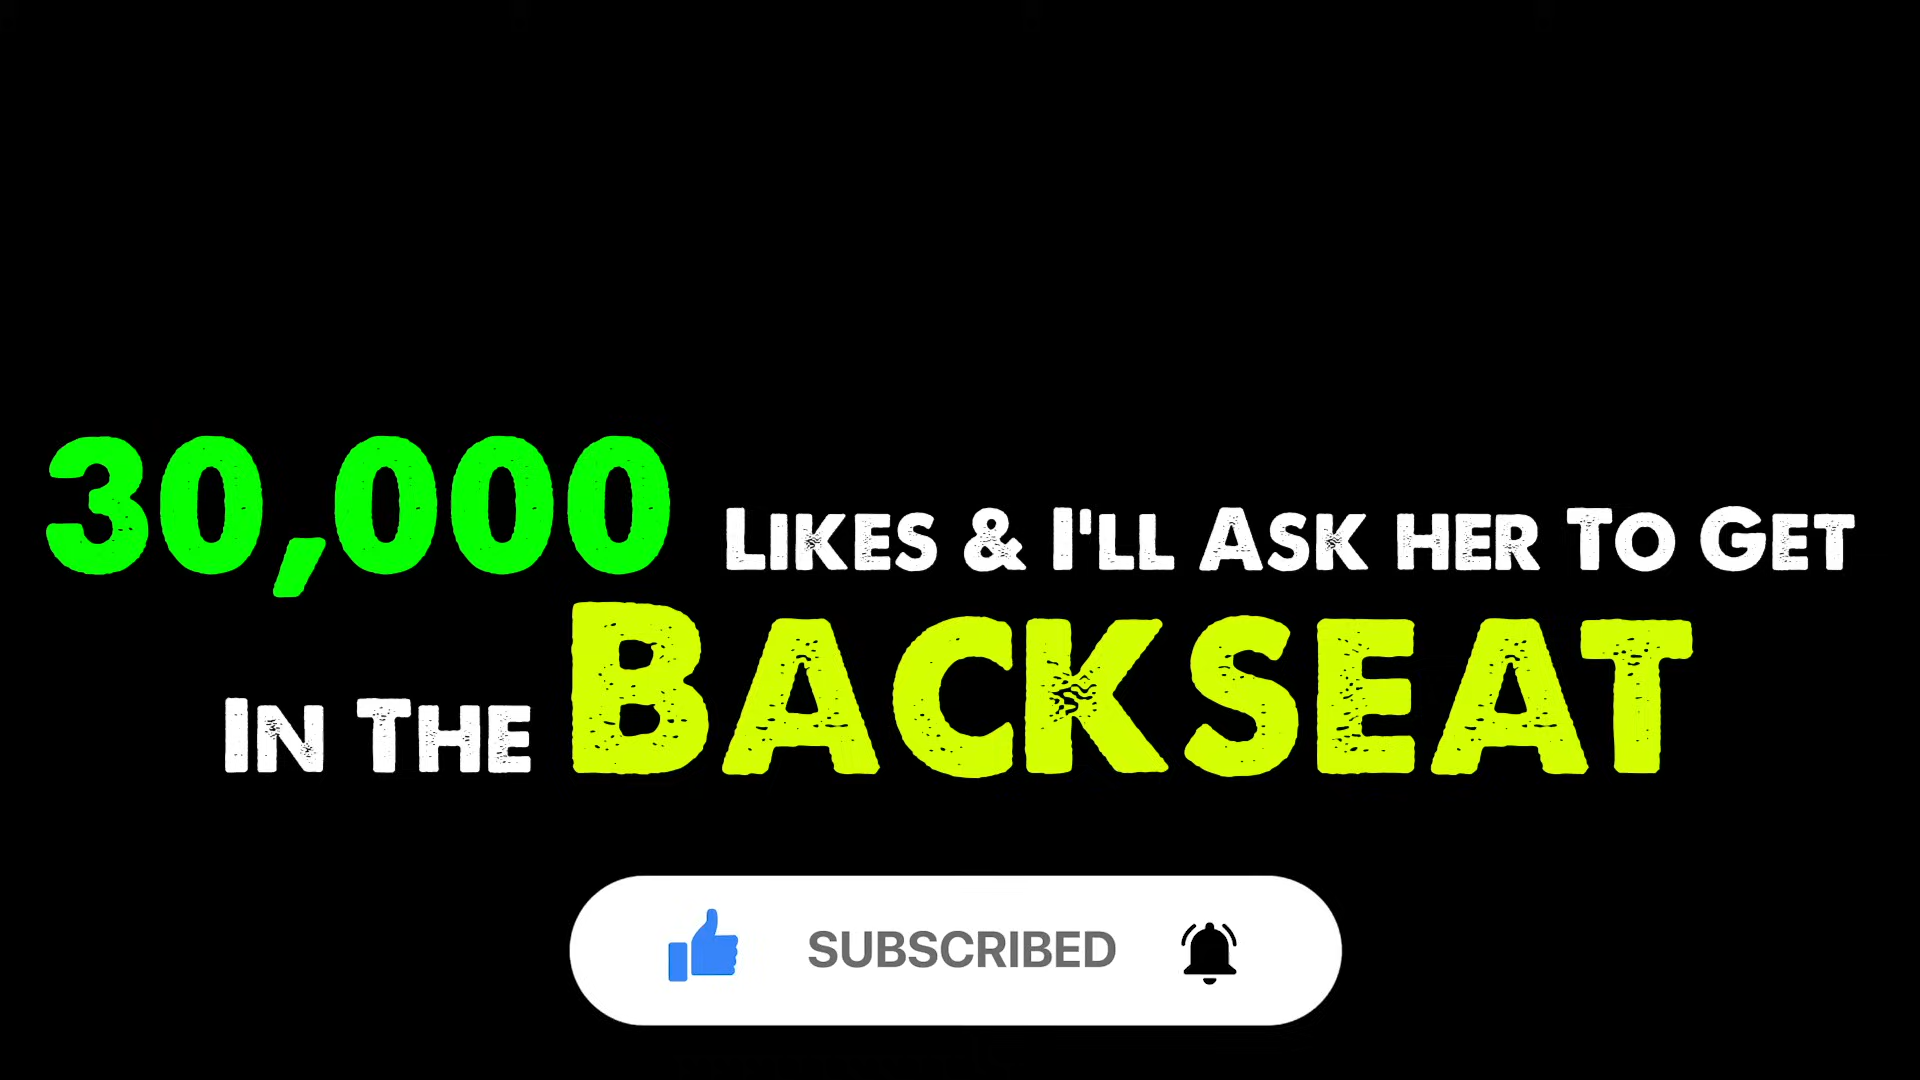 30,000 Likes & I'll Ask her To Get
In The Backseat
SUBSCRIBED